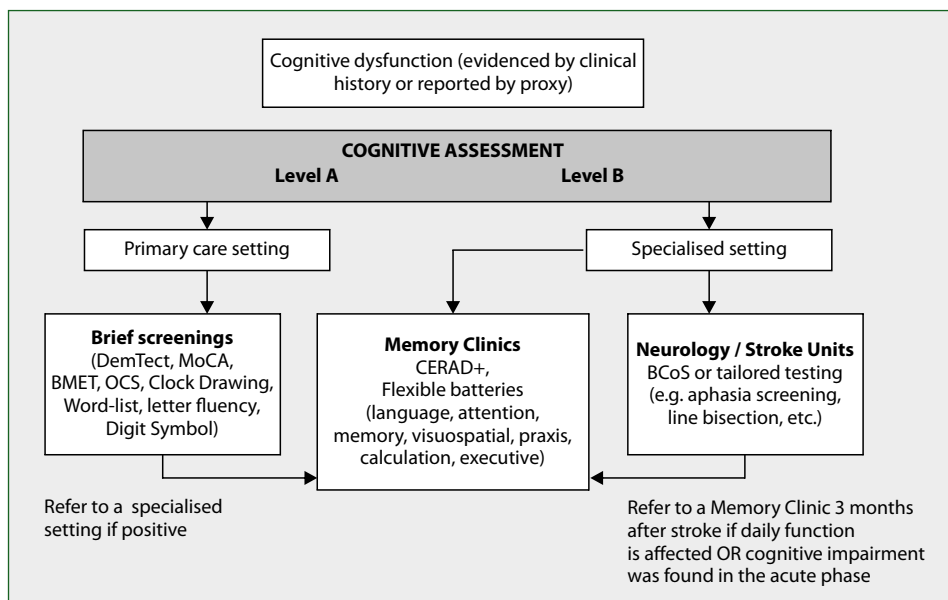 Cognitive dysfunction (evidenced by clinical
history or reported by proxy)
COGNITIVE ASSESSMENT
Level A
Level B
Primary care setting
Specialised setting
Brief screenings
(DemTect, MoCA,
BMET, OCS, Clock Drawing,
Word-list, letter fluency,
Digit Symbol)
Memory Clinics
CERAD+,
Flexible batteries
(language, attention,
memory, visuospatial, praxis,
calculation, executive)
Neurology / Stroke Units
BCoS or tailored testing
(e.g. aphasia screening,
line bisection, etc.)
Refer to a specialised
setting if positive
Refer to a Memory Clinic 3 months
after stroke if daily function
is affected OR cognitive impairment
was found in the acute phase